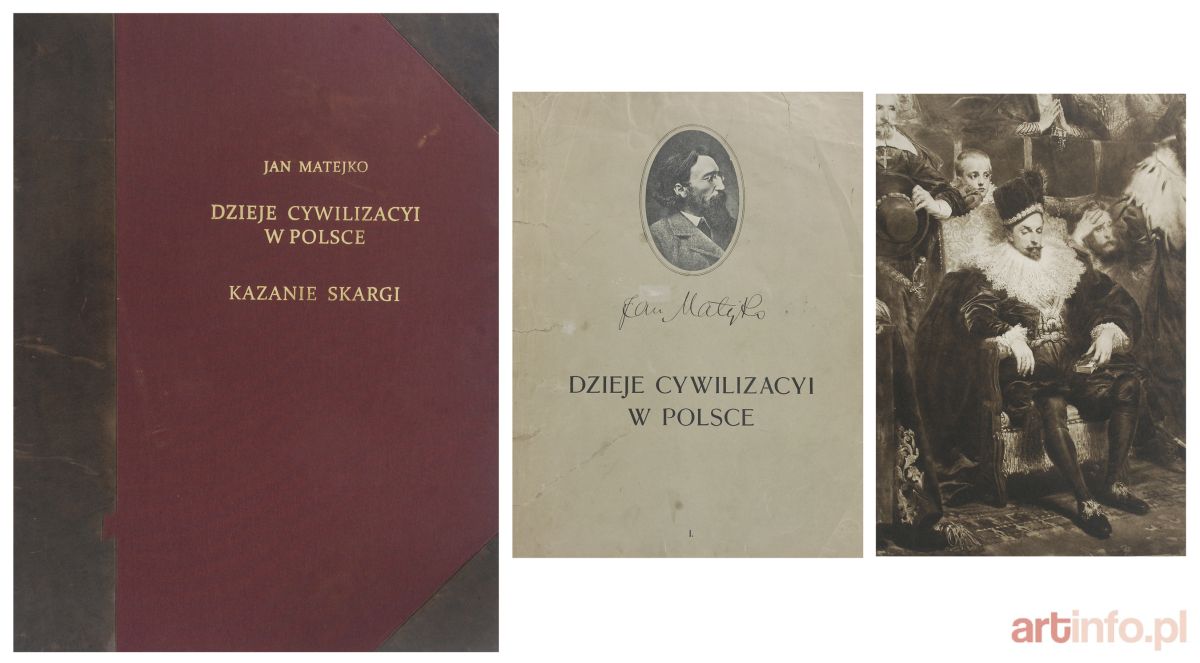 JAN MATEJKO
DZIEJE CYWILIZACYI
W POLSCE
KAZANIE SKARGI
Jan Matejko
DZIEJE CYWILIZACYI
W POLSCE
I.
artinfo.pl